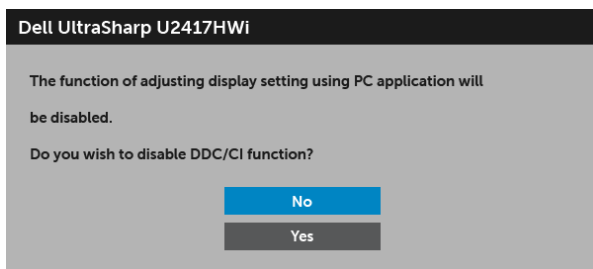 Dell UltraSharp U2417HWi
The function of adjusting display setting using PC application will
be disabled.
Do you wish to disable DDC/CI function?
No
Yes